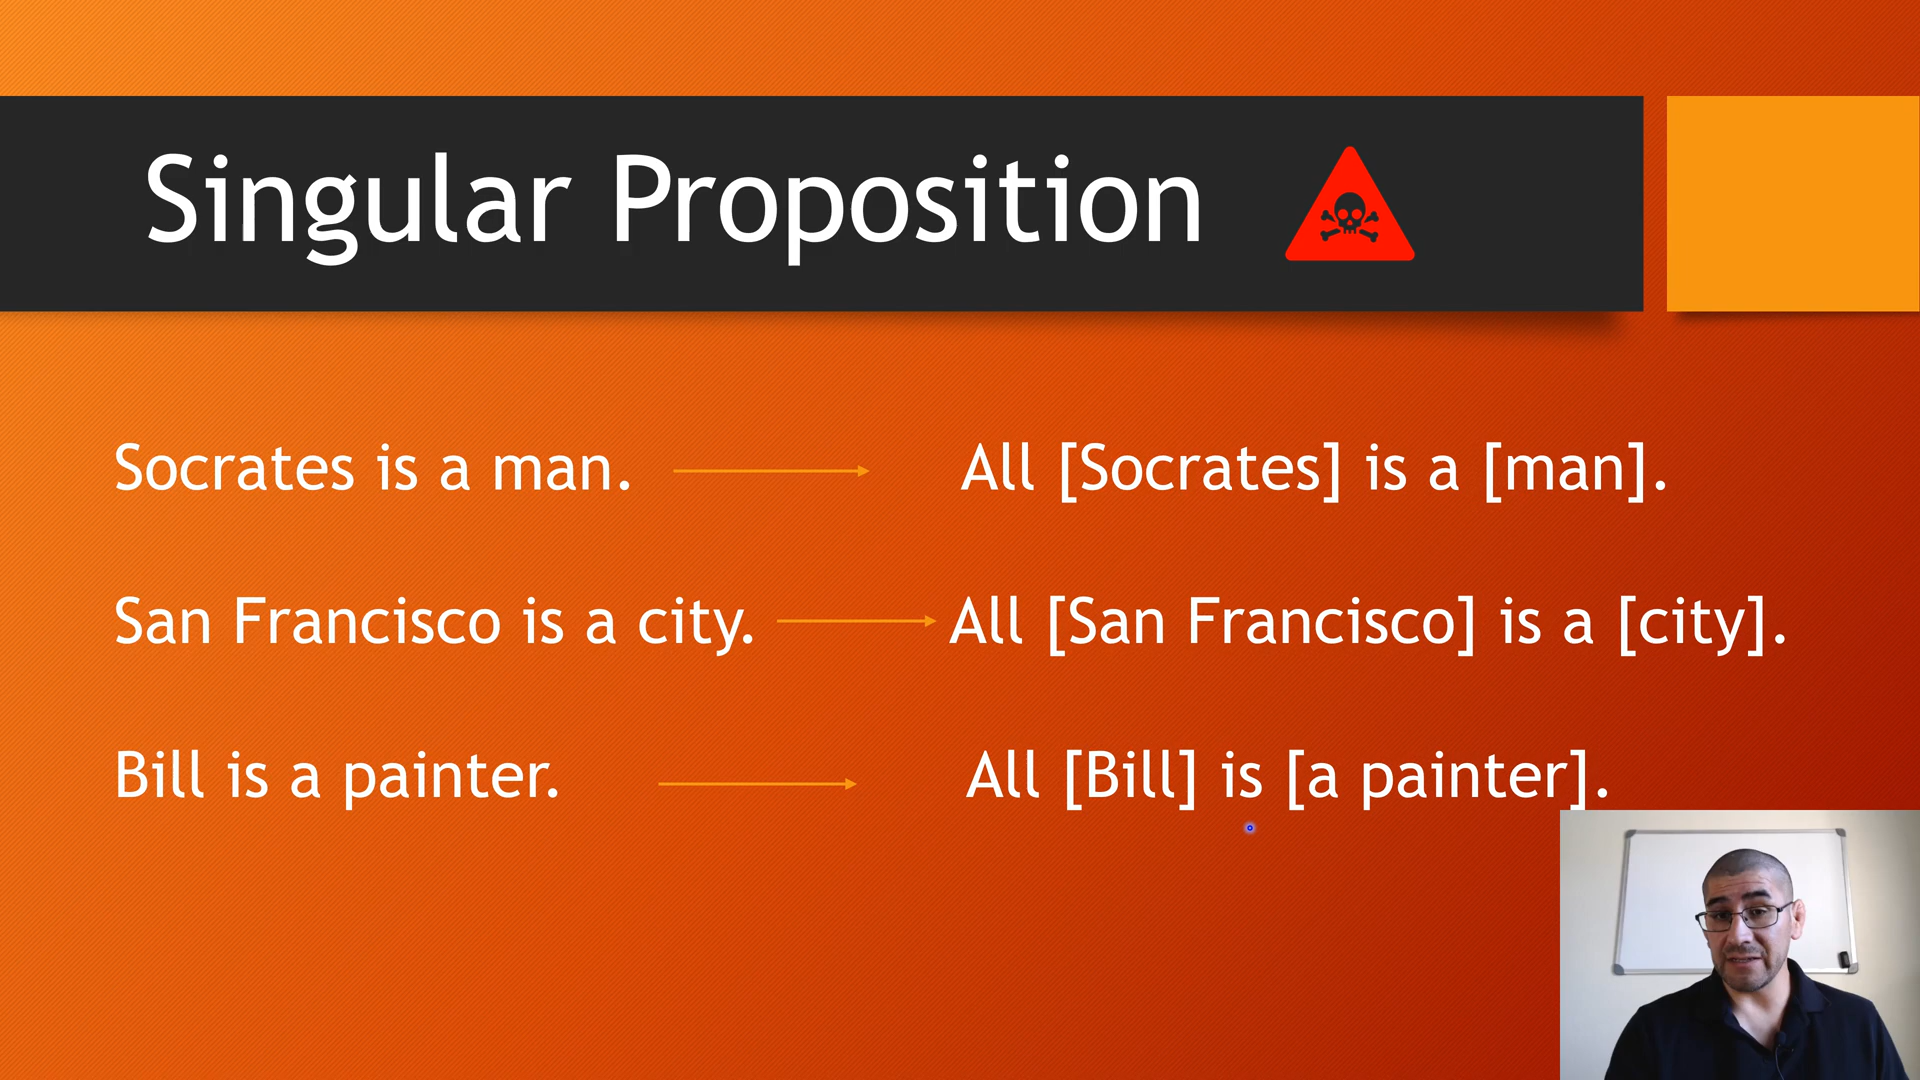 Singular Proposition
Socrates is a man.
All [Socrates] is a [man].
San Francisco is a city.
All [San Francisco] is a [city].
Bill is a painter.
All [Bill] is [a painter].